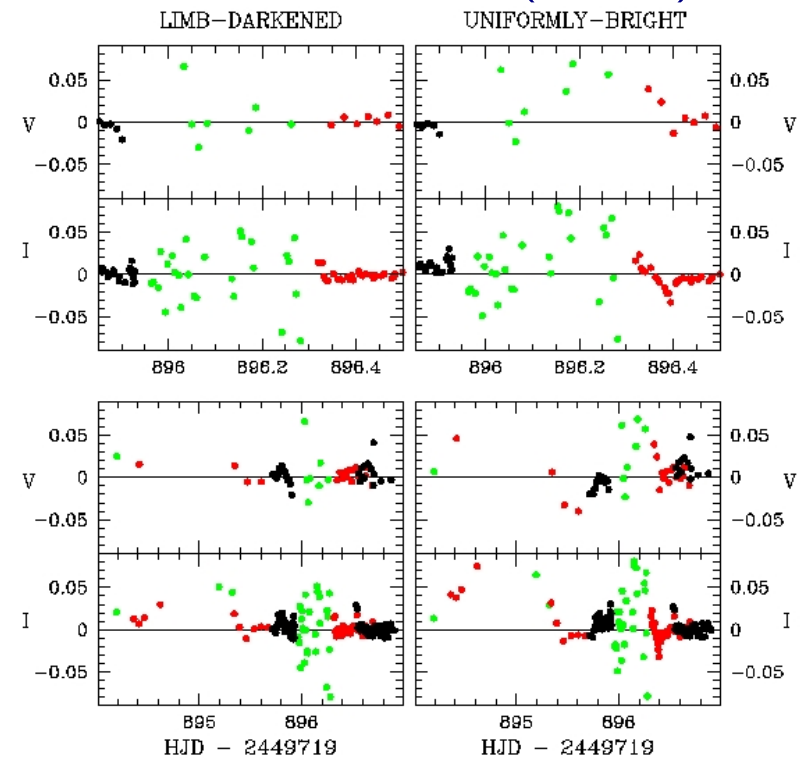 LIMB-DARKENED UNIFORMLY-BRIGHT
0.05 0.05
V 0 0 V
-0.05 -0.05
0.05 0.05
I 0 0 I
-0.05 -0.05
896 896.2 896.4 896 896.2 896.4
0.05 0.05
V 0 0 V
-0.05 -0.05
0.05 0.05
I 0 0 I
-0.05 -0.05
895 896 895 896
HJD - 2449719 HJD - 2449719